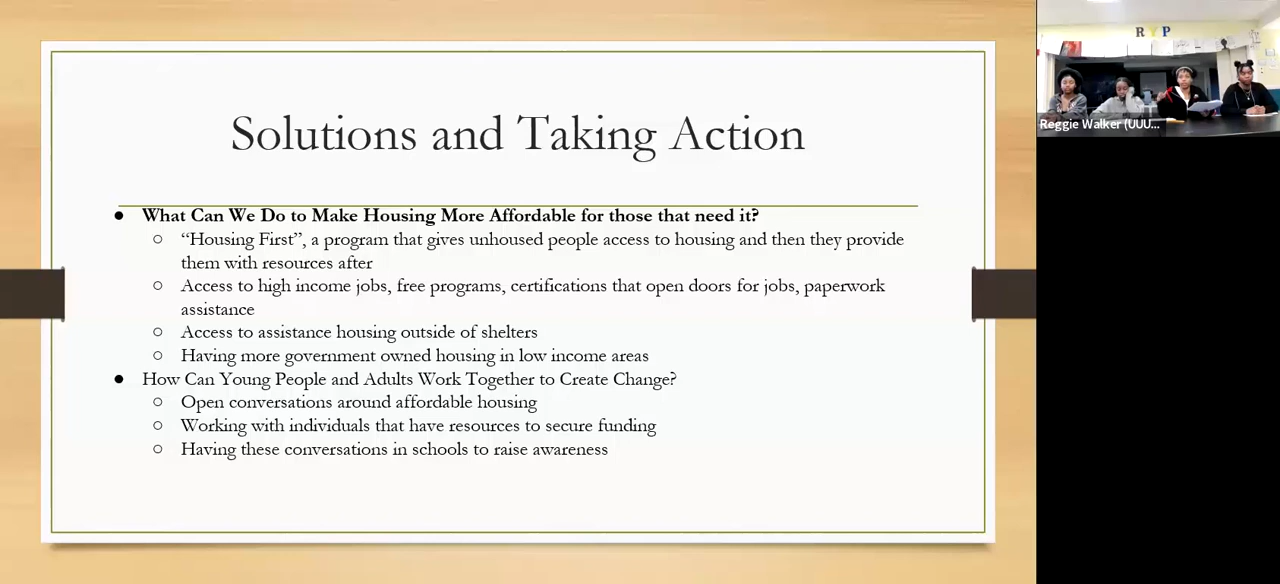 Solutions and Taking Action
● What Can We Do to Make Housing More Affordable for those that need it?
○ “Housing First”, a program that gives unhoused people access to housing and then they provide
them with resources after
○ Access to high income jobs, free programs, certifications that open doors for jobs, paperwork
assistance
○ Access to assistance housing outside of shelters
○ Having more government owned housing in low income areas
● How Can Young People and Adults Work Together to Create Change?
○ Open conversations around affordable housing
○ Working with individuals that have resources to secure funding
○ Having these conversations in schools to raise awareness
R Y P
Reggie Walker (UUU...